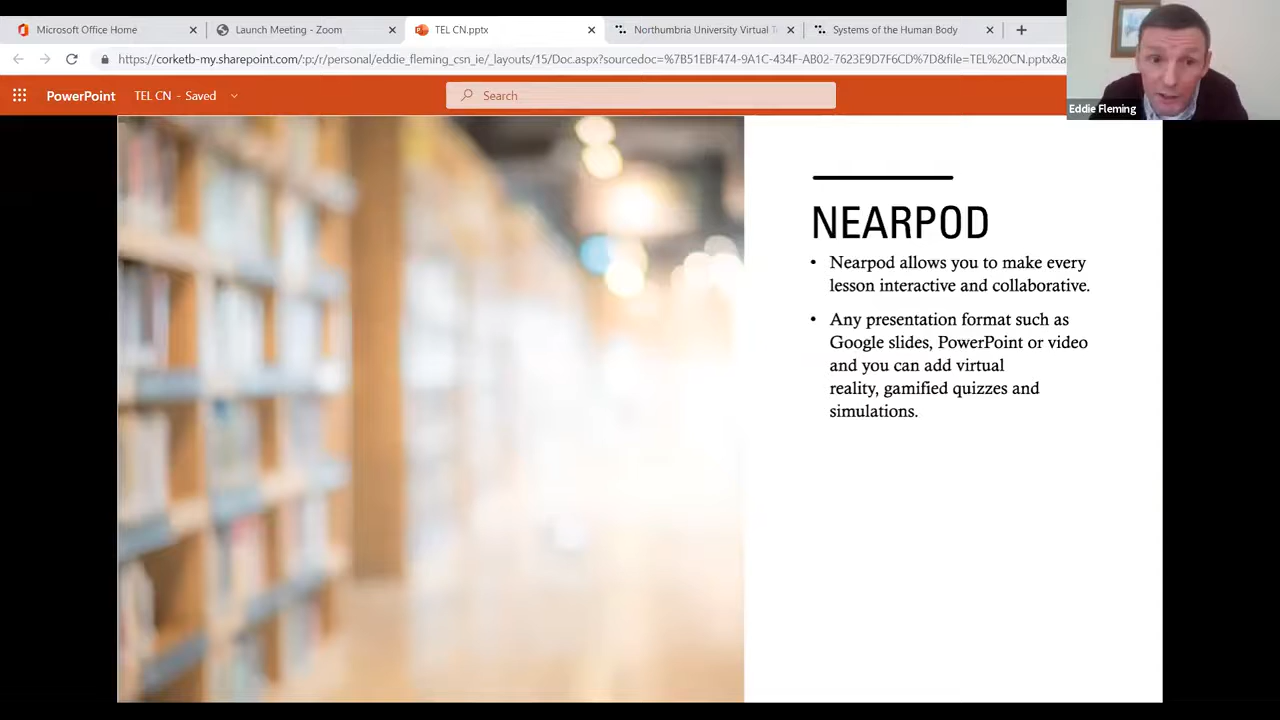 Microsoft Office Home
Launch Meeting - Zoom
TEL CN.pptx
Northumbria University Virtual T
Systems of the Human Body
https://corketb-my.sharepoint.com/:p:/r/personal/eddie_fleming_csn_ie/_layouts/15/Doc.aspx?sourcedoc=%7B51EBF474-9A1C-434F-AB02-7623E9D7F6CD%7D&file=TEL%20CN.pptx&a
PowerPoint
TEL CN - Saved
Search
Eddie Fleming
NEARPOD
• Nearpod allows you to make every
lesson interactive and collaborative.
• Any presentation format such as
Google slides, PowerPoint or video
and you can add virtual
reality, gamified quizzes and
simulations.